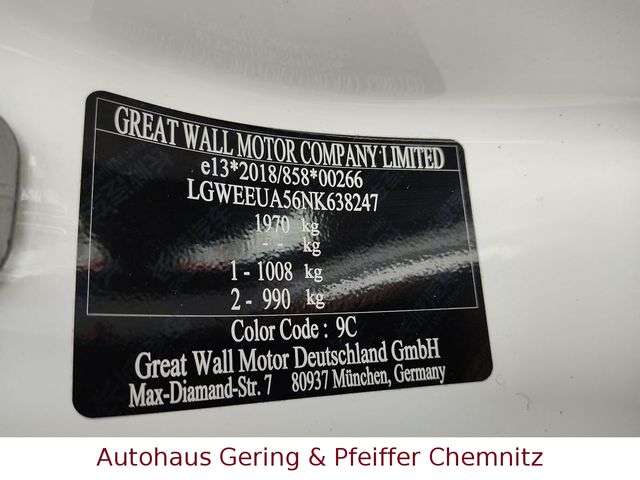 GREAT WALL MOTOR COMPANY LIMITED
e13*2018/858*00266
LGWEEUA56NK638247
1970 kg
- - kg
1 - 1008 kg
2 - 990 kg
Color Code : 9C
Great Wall Motor Deutschland GmbH
Max-Diamand-Str. 7 80937 München, Germany
Autohaus Gering & Pfeiffer Chemnitz